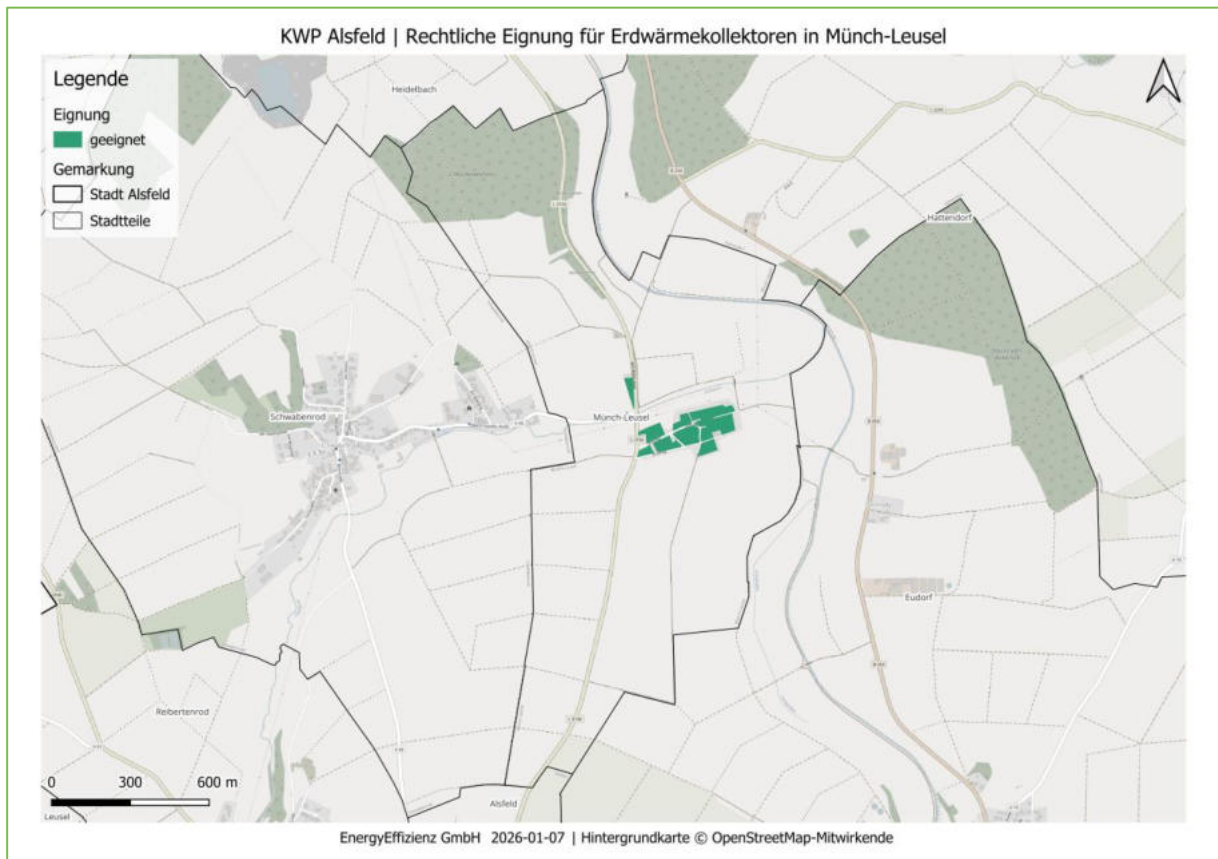 KWP Alsfeld | Rechtliche Eignung für Erdwärmekollektoren in Münch-Leusel
Legende
Eignung
geeignet
Gemarkung
Stadt Alsfeld
Stadtteile
Heidelbach
Hattendorf
Schwabenrod
Münch-Leusel
Eudorf
Reibertenrod
0 300 600 m
Alsfeld
Leusel
EnergyEffizienz GmbH 2026-01-07 | Hintergrundkarte © OpenStreetMap-Mitwirkende